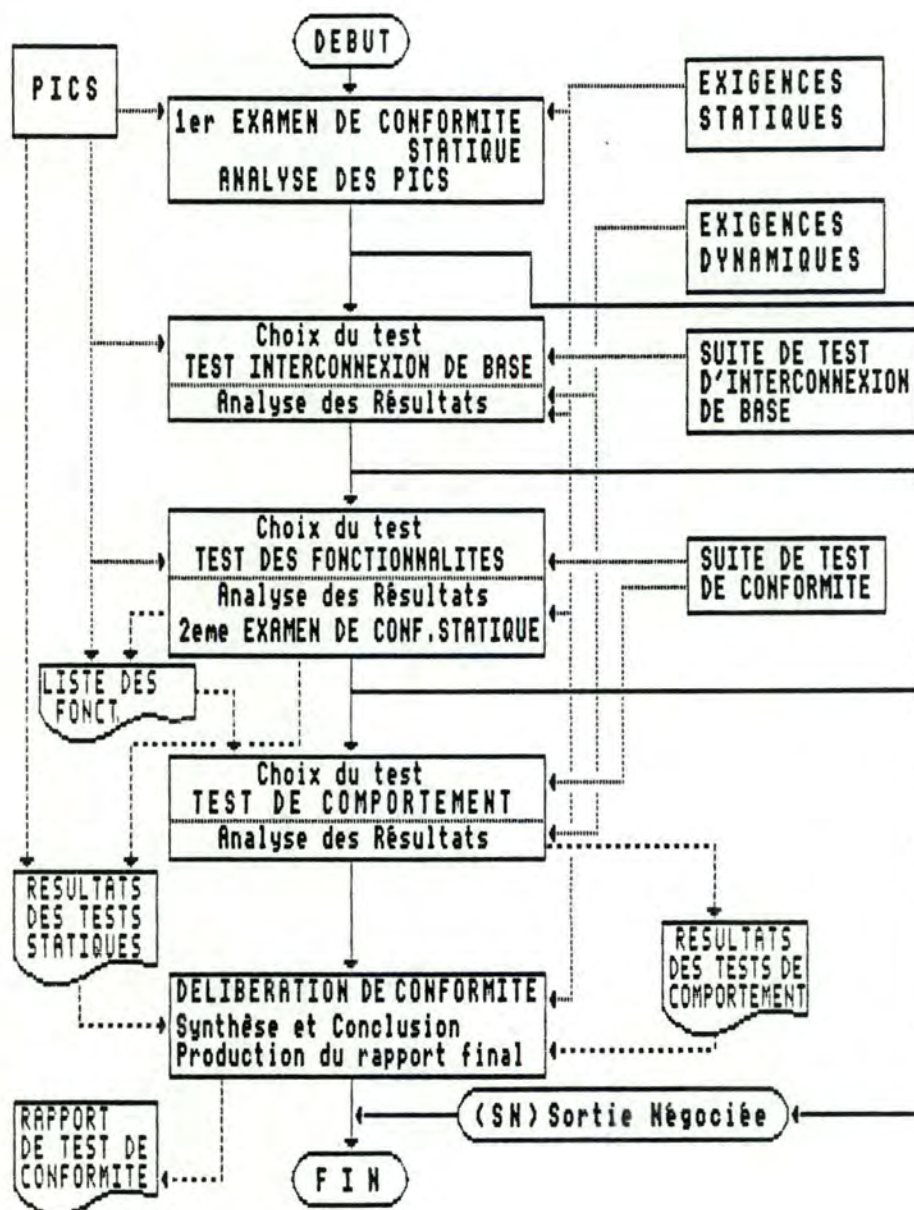 DEBUT
PICS
1er EXAMEN DE CONFORMITE
STATIQUE
ANALYSE DES PICS
EXIGENCES
STATIQUES
EXIGENCES
DYNAMIQUES
Choix du test
TEST INTERCONNEXION DE BASE
Analyse des Résultats
SUITE DE TEST
D'INTERCONNEXION
DE BASE
Choix du test
TEST DES FONCTIONNALITES
Analyse des Résultats
2eme EXAMEN DE CONF.STATIQUE
SUITE DE TEST
DE CONFORMITE
LISTE DES
FONCT.
Choix du test
TEST DE COMPORTEMENT
Analyse des Résultats
RESULTATS
DES TESTS
STATIQUES
RESULTATS
DES TESTS DE
COMPORTEMENT
DELIBERATION DE CONFORMITE
Synthèse et Conclusion
Production du rapport final
(SN) Sortie Négociée
RAPPORT
DE TEST DE
CONFORMITE
FIN